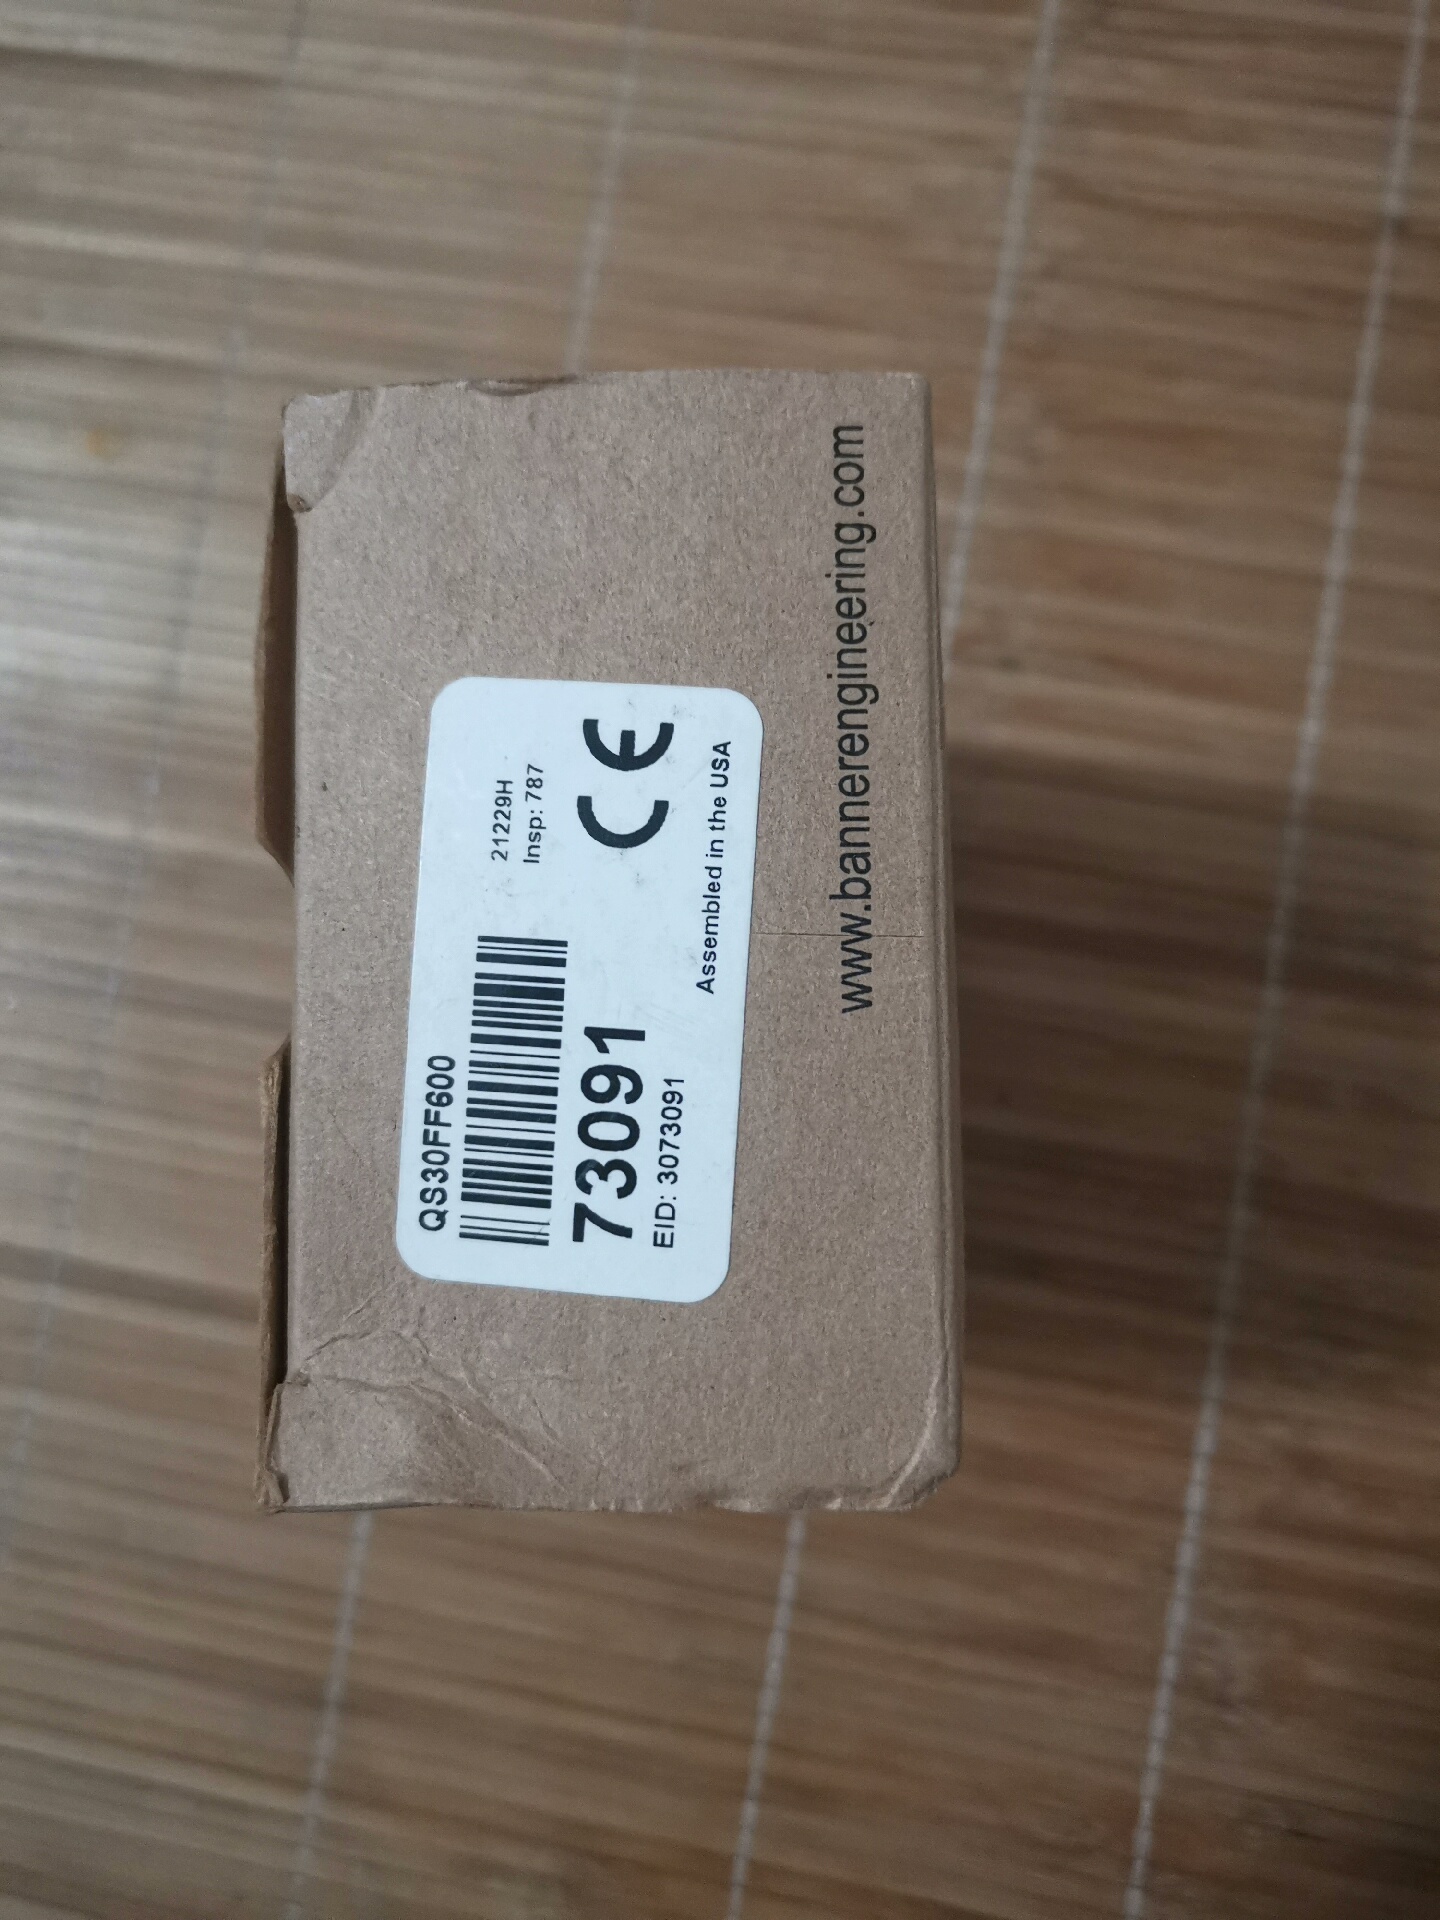 QS30FF600
21229H
Insp: 787
73091
EID: 3073091
CE
Assembled in the USA
www.bannerengineering.com